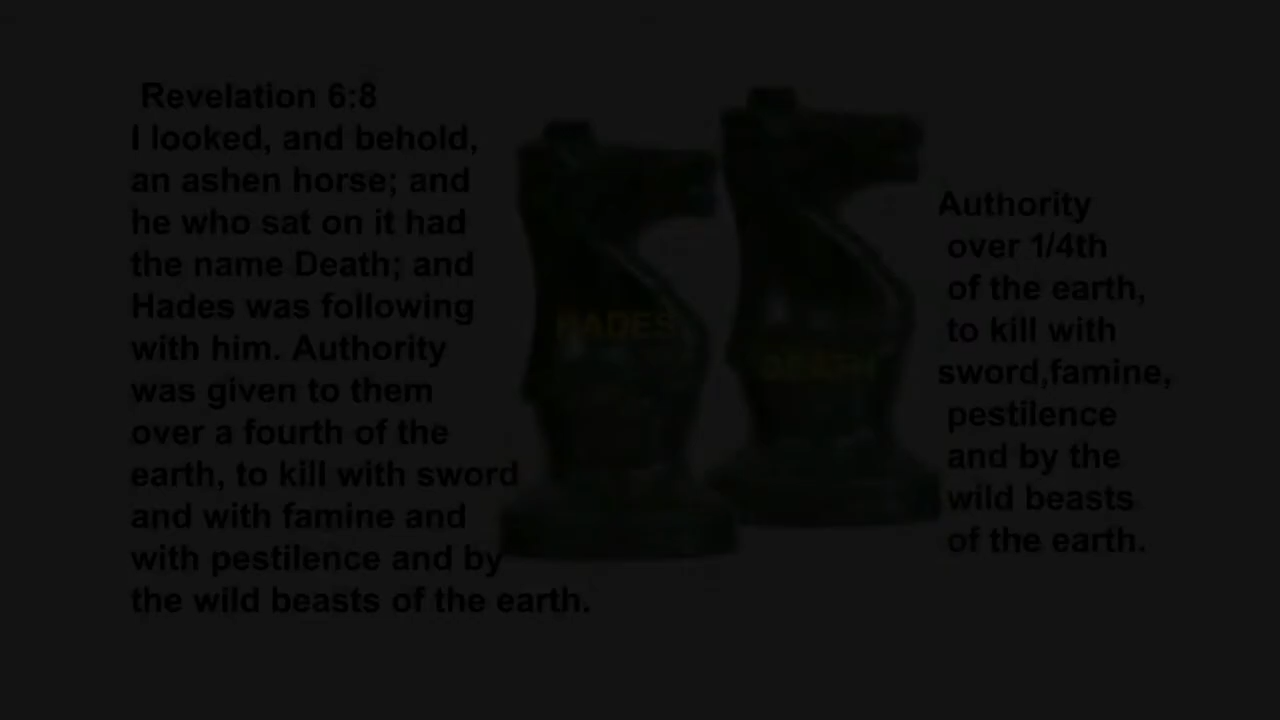 Revelation 6:8
I looked, and behold,
an ashen horse; and
he who sat on it had
the name Death; and
Hades was following
with him. Authority
was given to them
over a fourth of the
earth, to kill with sword
and with famine and
with pestilence and by
the wild beasts of the earth.
HADES
DEATH
Authority
over 1/4th
of the earth,
to kill with
sword,famine,
pestilence
and by the
wild beasts
of the earth.